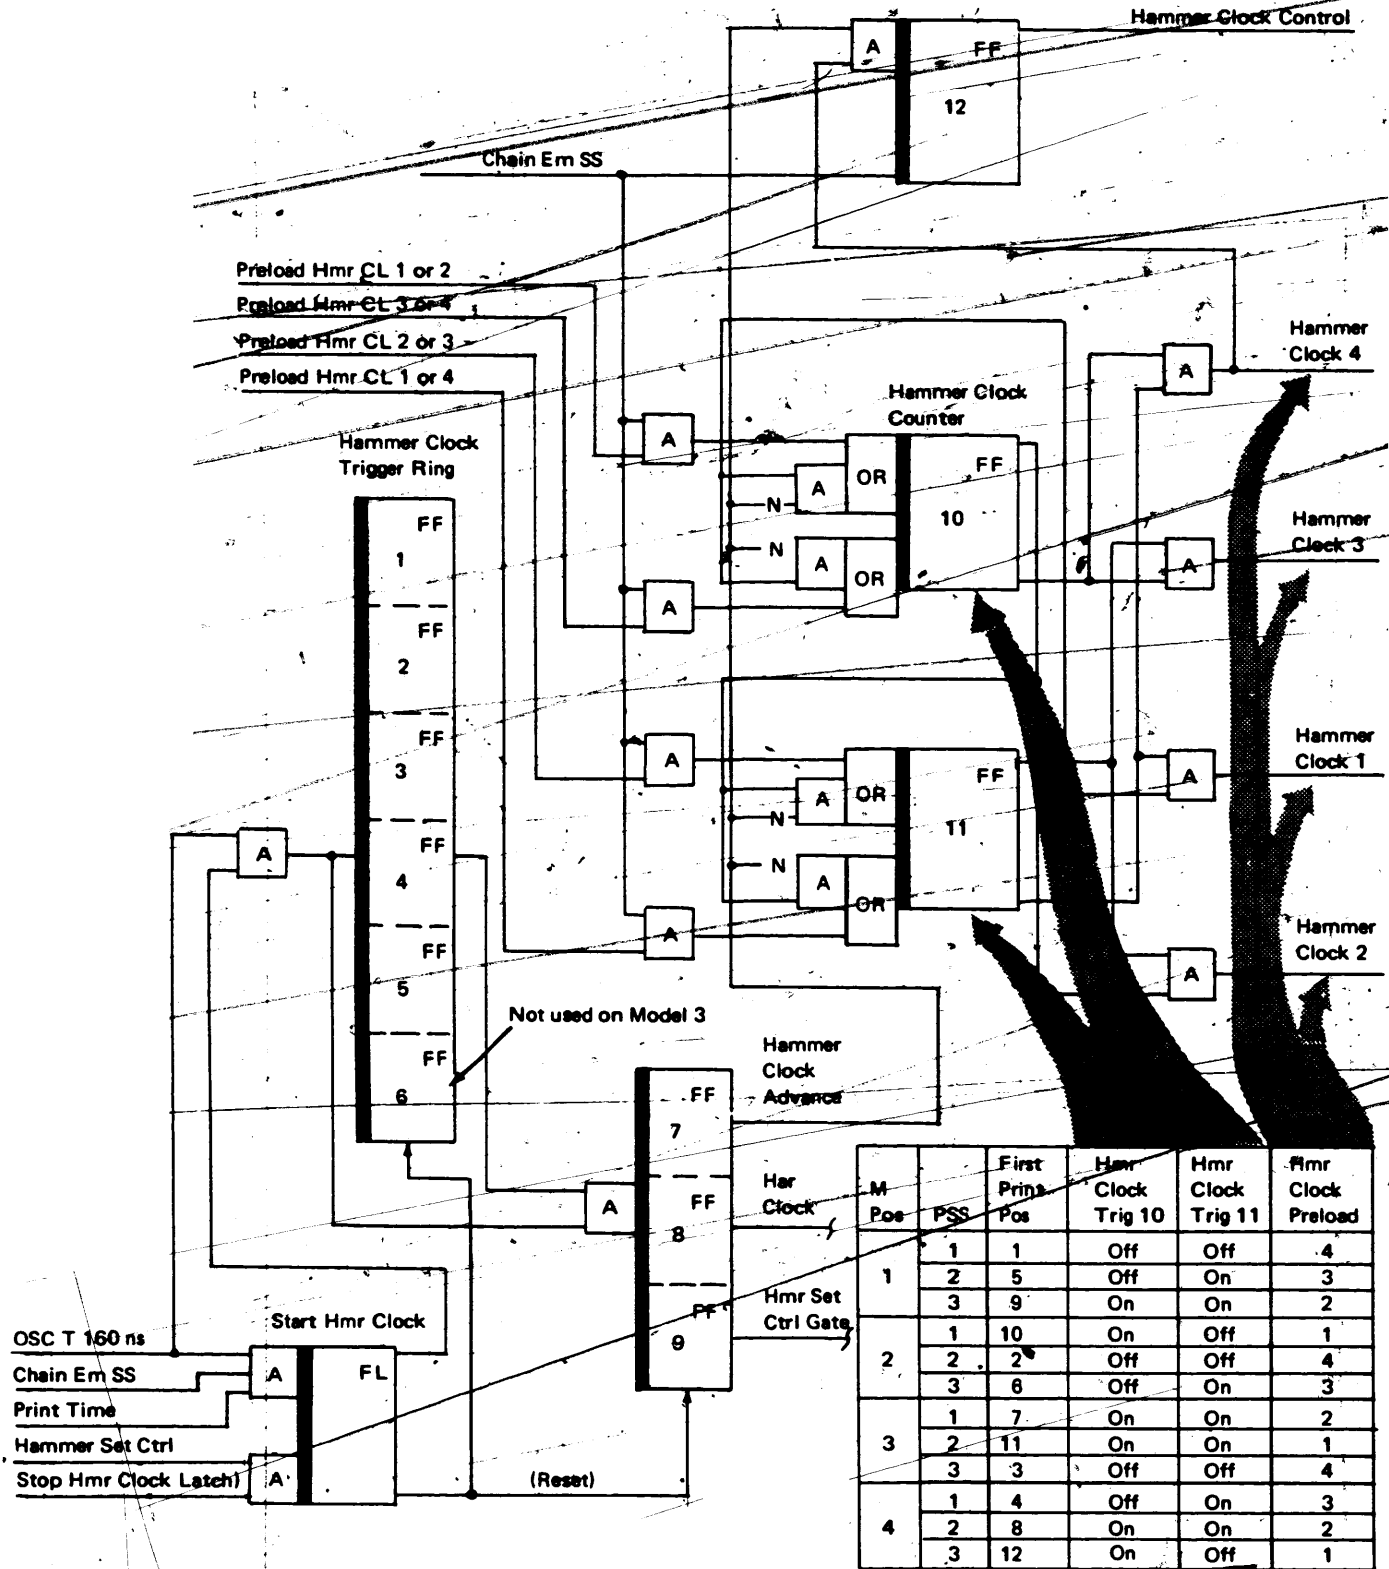 Hammer Clock Control
A
FF
12
Chain Em SS
Preload Hmr CL 1 or 2
Preload Hmr CL 3 or 4
Preload Hmr CL 2 or 3
Preload Hmr CL 1 or 4
Hammer
Clock 4
A
Hammer Clock
Counter
Hammer Clock
Trigger Ring
A
FF
OR
A
N
10
N
A
OR
Hammer
Clock 3
A
A
FF
1
FF
2
FF
3
FF
4
FF
5
FF
6
A
FF
OR
A
N
11
N
A
OR
A
Hammer
Clock 1
A
A
Hammer
Clock 2
A
Not used on Model 3
Hammer
Clock
Advance
FF
7
FF
8
FF
9
A
Har
Clock
Hmr Set
Ctrl Gate
Start Hmr Clock
OSC T 160 ns
Chain Em SS
Print Time
Hammer Set Ctrl
Stop Hmr Clock Latch)
A
FL
A
(Reset)
M Pos PSS First Print Pos Hmr Clock Trig 10 Hmr Clock Trig 11 Hmr Clock Preload
1 1 1 Off Off 4
2 5 Off On 3
3 9 On On 2
2 1 10 On Off 1
2 2 Off Off 4
3 6 Off On 3
3 1 7 On On 2
2 11 On On 1
3 3 Off Off 4
4 1 4 Off On 3
2 8 On On 2
3 12 On Off 1